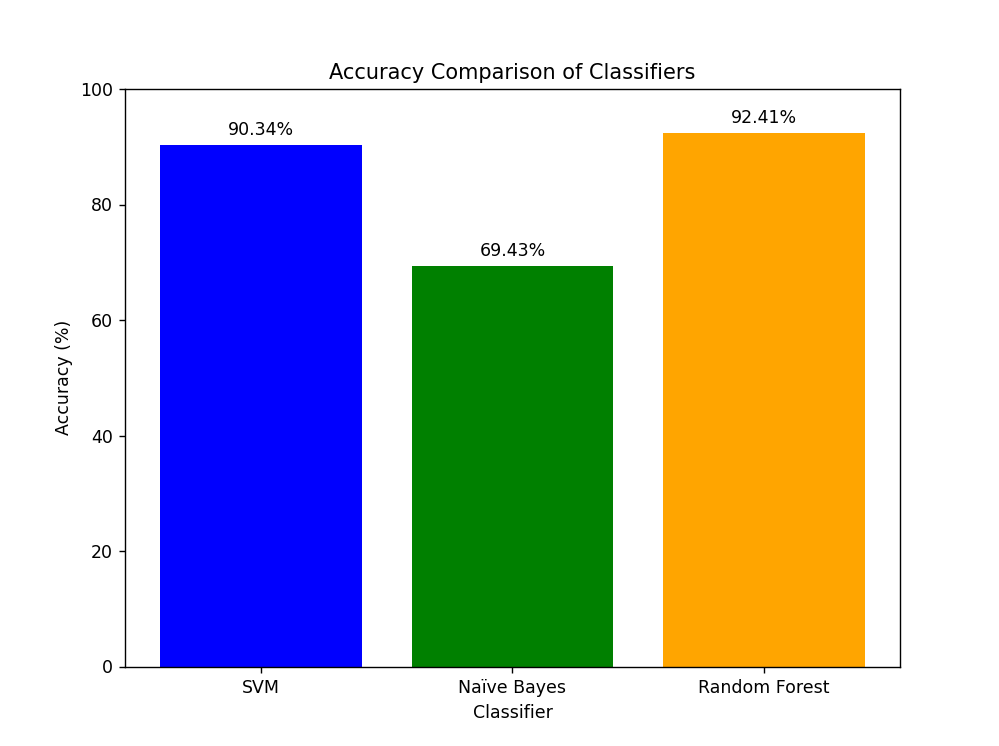 Accuracy Comparison of Classifiers
100
80
60
40
20
0
Accuracy (%)
90.34%
69.43%
92.41%
SVM
Naïve Bayes
Random Forest
Classifier